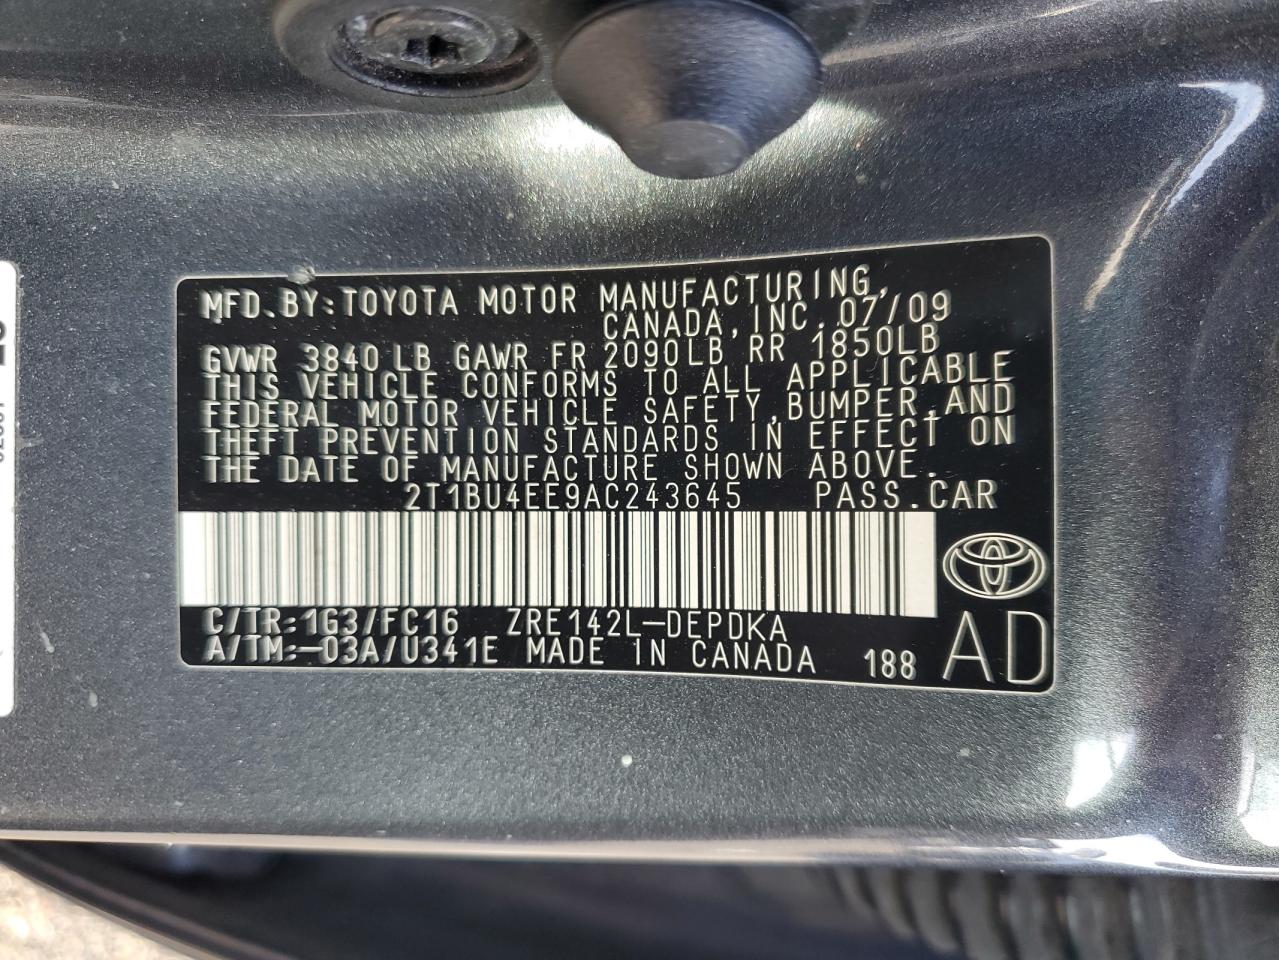 MFD.BY:TOYOTA MOTOR MANUFACTURING,
CANADA,INC.07/09
GVWR 3840 LB GAWR FR 2090LB RR 1850LB
THIS VEHICLE CONFORMS TO ALL APPLICABLE
FEDERAL MOTOR VEHICLE SAFETY,BUMPER,AND
THEFT PREVENTION STANDARDS IN EFFECT ON
THE DATE OF MANUFACTURE SHOWN ABOVE.
2T1BU4EE9AC243645 PASS.CAR
C/TR:1G3/FC16 ZRE142L-DEPDKA
A/TM:-03A/U341E MADE IN CANADA 188 AD